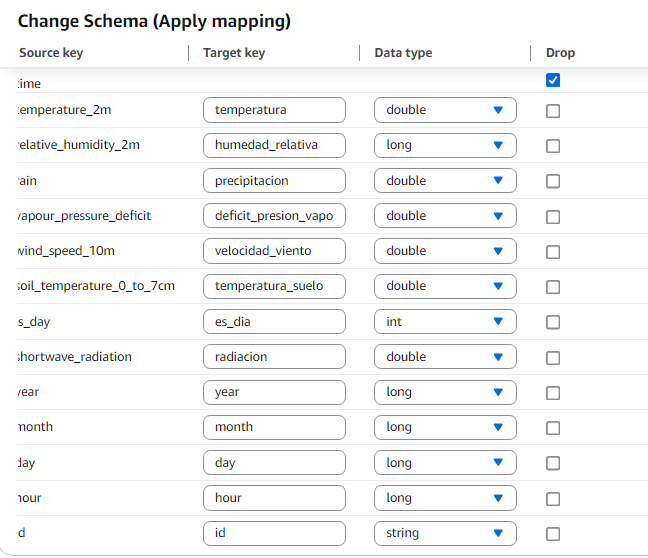 Change Schema (Apply mapping)
Source key Target key Data type Drop
time
temperature_2m temperatura double
relative_humidity_2m humedad_relativa long
rain precipitacion double
vapour_pressure_deficit deficit_presion_vapo double
wind_speed_10m velocidad_viento double
soil_temperature_0_to_7cm temperatura_suelo double
s_day es_dia int
shortwave_radiation radiacion double
year year long
month month long
day day long
hour hour long
id id string